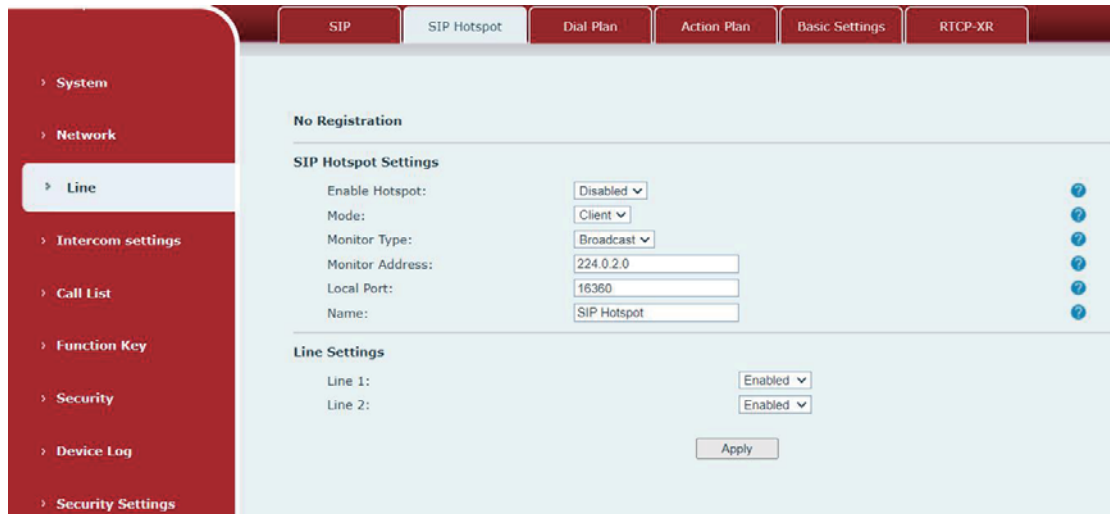 SIP
SIP Hotspot
Dial Plan
Action Plan
Basic Settings
RTCP-XR
› System
› Network
› Line
› Intercom settings
› Call List
› Function Key
› Security
› Device Log
› Security Settings
No Registration
SIP Hotspot Settings
Enable Hotspot: Disabled
Mode: Client
Monitor Type: Broadcast
Monitor Address: 224.0.2.0
Local Port: 16360
Name: SIP Hotspot
Line Settings
Line 1: Enabled
Line 2: Enabled
Apply